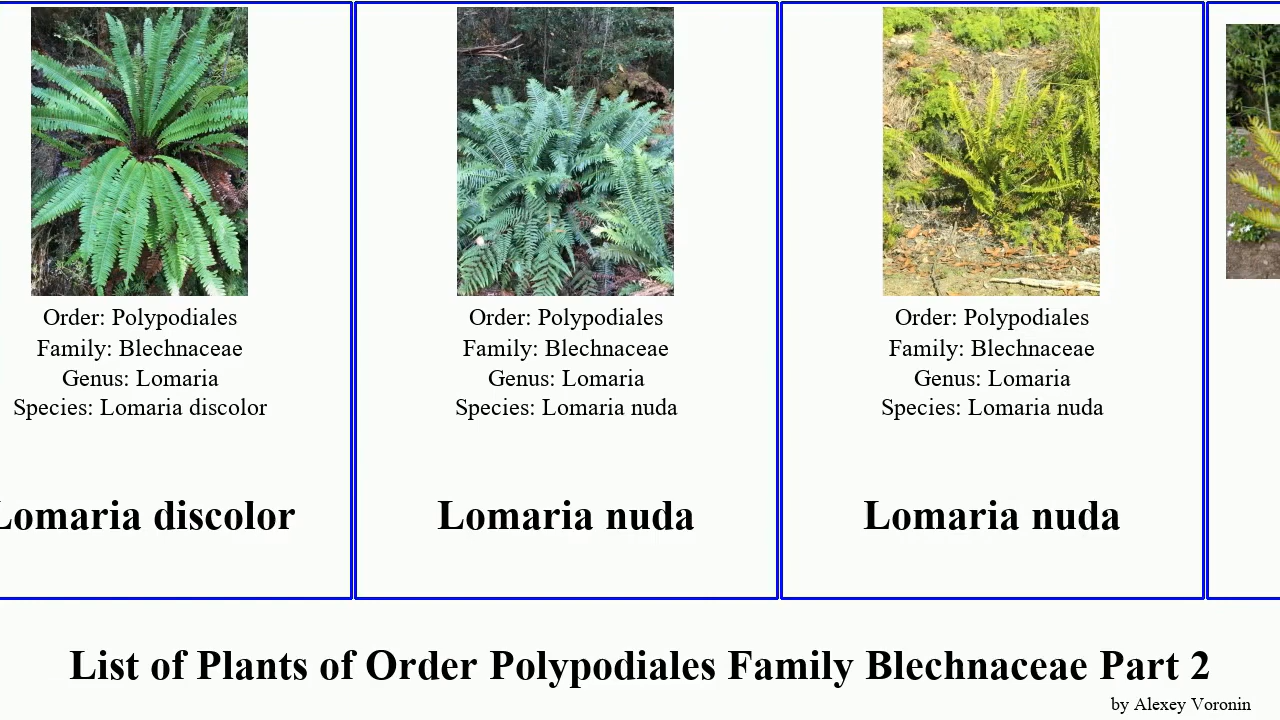 Order: Polypodiales
Family: Blechnaceae
Genus: Lomaria
Species: Lomaria discolor
Lomaria discolor
Order: Polypodiales
Family: Blechnaceae
Genus: Lomaria
Species: Lomaria nuda
Lomaria nuda
Order: Polypodiales
Family: Blechnaceae
Genus: Lomaria
Species: Lomaria nuda
Lomaria nuda
List of Plants of Order Polypodiales Family Blechnaceae Part 2
by Alexey Voronin